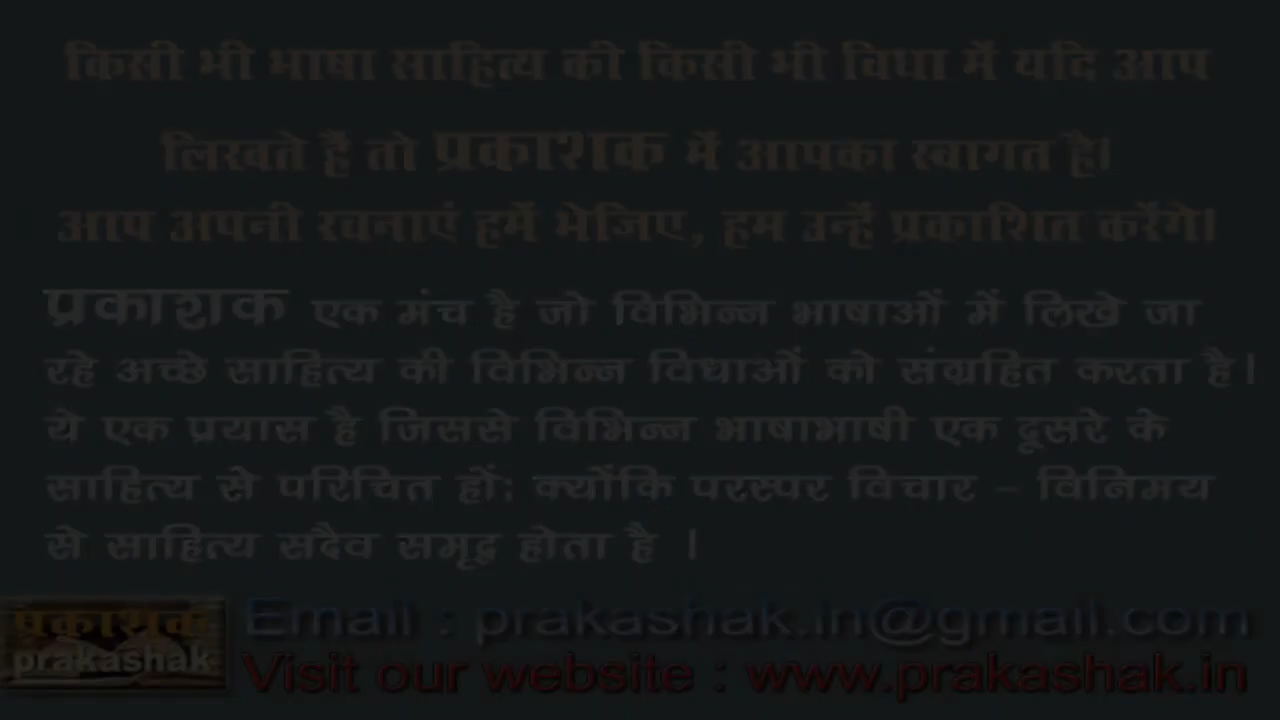 किसी भी भाषा साहित्य की किसी भी विधा में यदि आप
लिखते हैं तो प्रकाशक में आपका स्वागत है।
आप अपनी रचनाएं हमें भेजिए, हम उन्हें प्रकाशित करेंगे।
प्रकाशक एक मंच है जो विभिन्न भाषाओं में लिखे जा
रहे अच्छे साहित्य की विभिन्न विधाओं को संग्रहित करता है।
ये एक प्रयास है जिससे विभिन्न भाषाभाषी एक दूसरे के
साहित्य से परिचित हों; क्योंकि परस्पर विचार – विनिमय
से साहित्य सदैव समृद्ध होता है ।
प्रकाशक
prakashak
Email : prakashak.in@gmail.com
Visit our website : www.prakashak.in